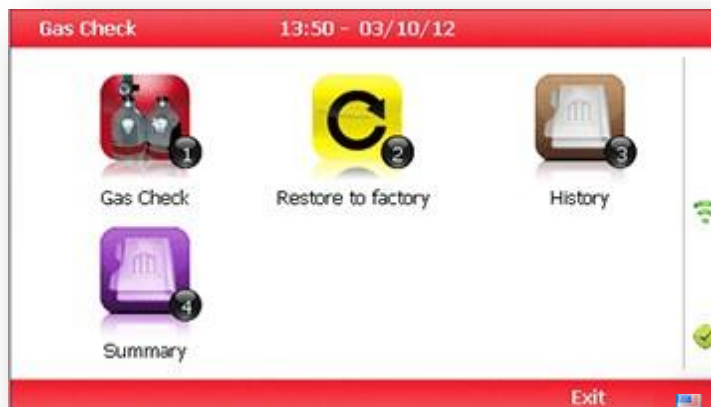 Gas Check 13:50 - 03/10/12
1 2 3
Gas Check Restore to factory History
4
Summary
Exit